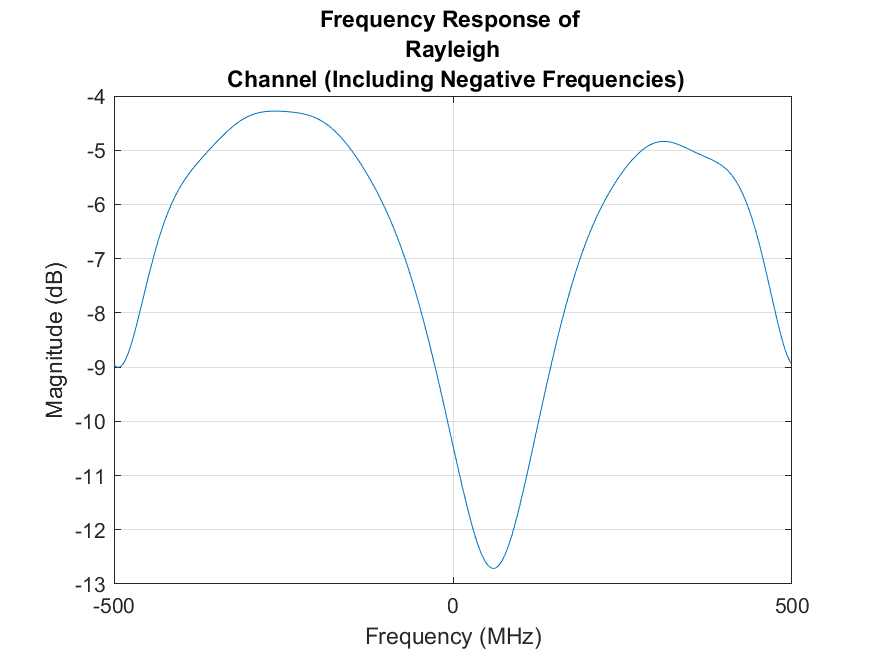 Frequency Response of
Rayleigh
Channel (Including Negative Frequencies)
-4
-5
-6
-7
-8
-9
-10
-11
-12
-13
Magnitude (dB)
-500
0
500
Frequency (MHz)